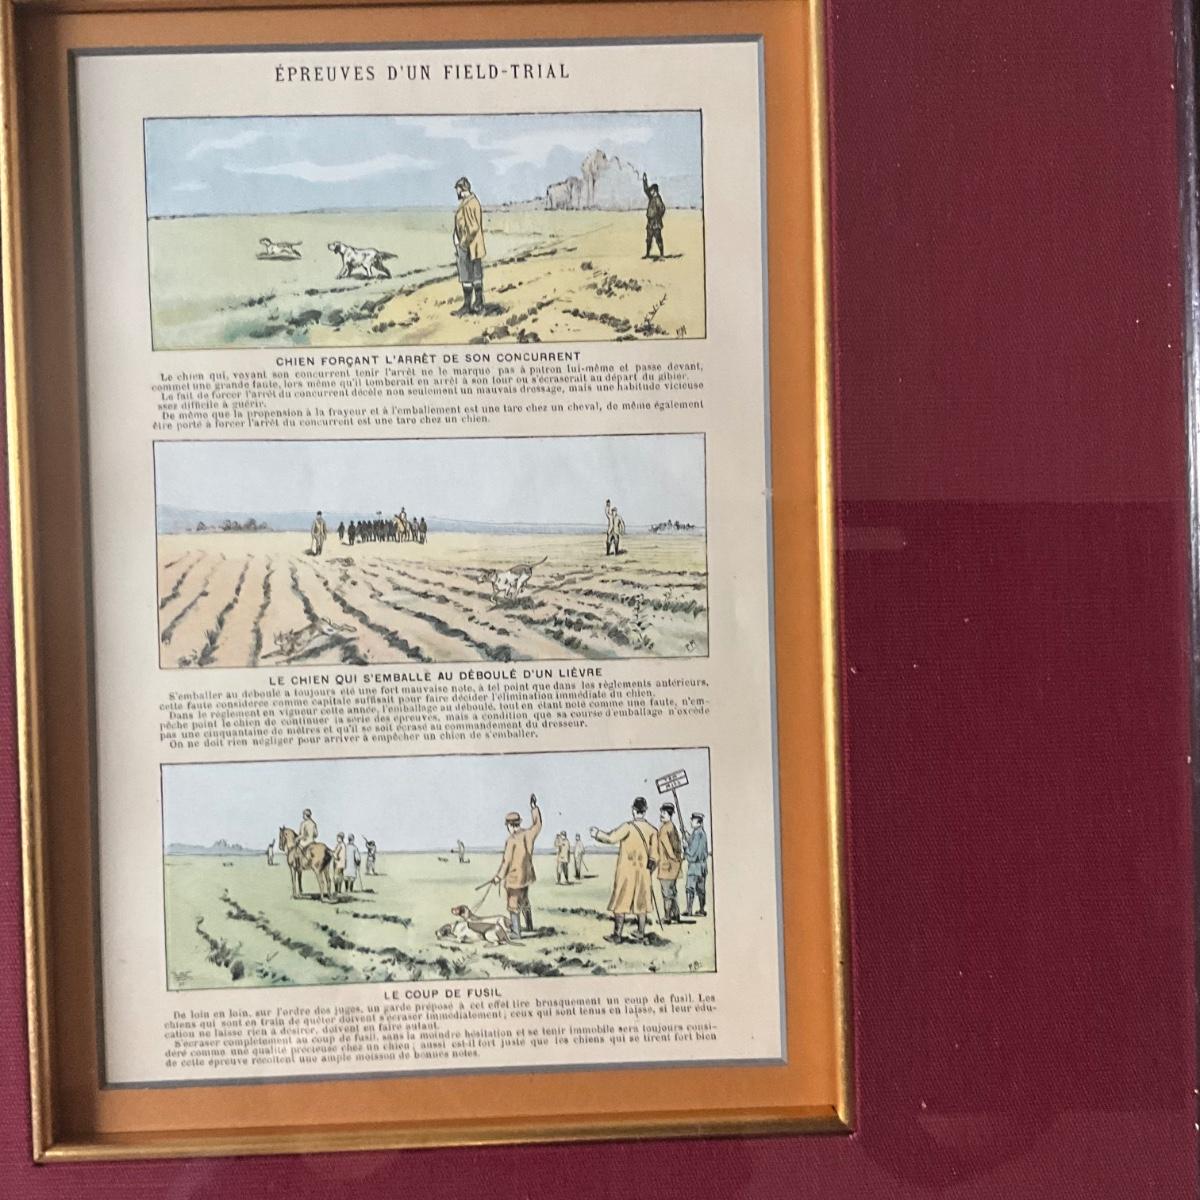 ÉPREUVES D'UN FIELD-TRIAL
CHIEN FORÇANT L'ARRÊT DE SON CONCURRENT
Le chien qui, voyant son concurrent tenir l'arrêt ne le marque pas à patron lui-même et passe devant,
commet une grande faute, lors même qu'il tomberait en arrêt à son tour ou s'écraserait au départ du gibier.
Le fait de forcer l'arrêt du concurrent décèle non seulement un mauvais dressage, mais une habitude vicieuse
ssez difficile à guérir.
De même que la propension à la frayeur et à l'emballement est une tare chez un cheval, de même également
être porté à forcer l'arrêt du concurrent est une tare chez un chien.
LE CHIEN QUI S'EMBALLE AU DÉBOULÉ D'UN LIÈVRE
S'emballer au déboulé a toujours été une fort mauvaise note, à tel point que dans les règlements antérieurs,
cette faute considérée comme capitale suffisait pour faire décider l'élimination immédiate du chien.
Dans le règlement en vigueur cette année, l'emballage au déboulé, tout en étant noté comme une faute, n'em-
pêche point le chien de continuer la série des épreuves, mais à condition que sa course d'emballage n'excède
pas une cinquantaine de mètres et qu'il se soit écrasé au commandement du dresseur.
On ne doit rien négliger pour arriver à empêcher un chien de s'emballer.
LE COUP DE FUSIL
De loin en loin, sur l'ordre des juges, un garde préposé à cet effet tire brusquement un coup de fusil. Les
chiens qui sont en train de quêter doivent s'écraser immédiatement; ceux qui sont tenus en laisse, si leur édu-
cation ne laisse rien à désirer, doivent en faire autant.
S'écraser complètement au coup de fusil, sans la moindre hésitation et se tenir immobile sera toujours consi-
déré comme une qualité précieuse chez un chien; aussi est-il fort juste que les chiens qui se tirent fort bien
de cette épreuve récoltent une ample moisson de bonnes notes.